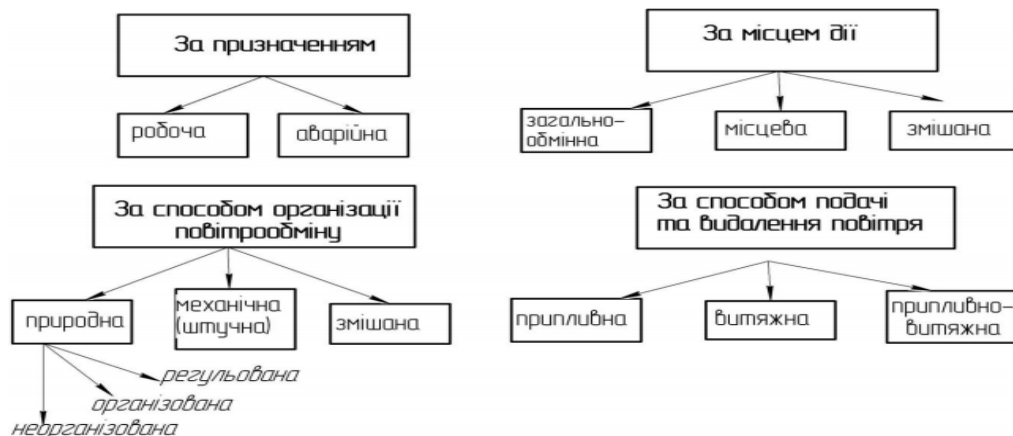 За призначенням
робоча
аварійна
За місцем дії
загально-
обмінна
місцева
змішана
За способом організації
повітрообміну
природна
механічна
(штучна)
змішана
регульована
організована
неорганізована
За способом подачі
та видалення повітря
припливна
витяжна
припливно-
витяжна